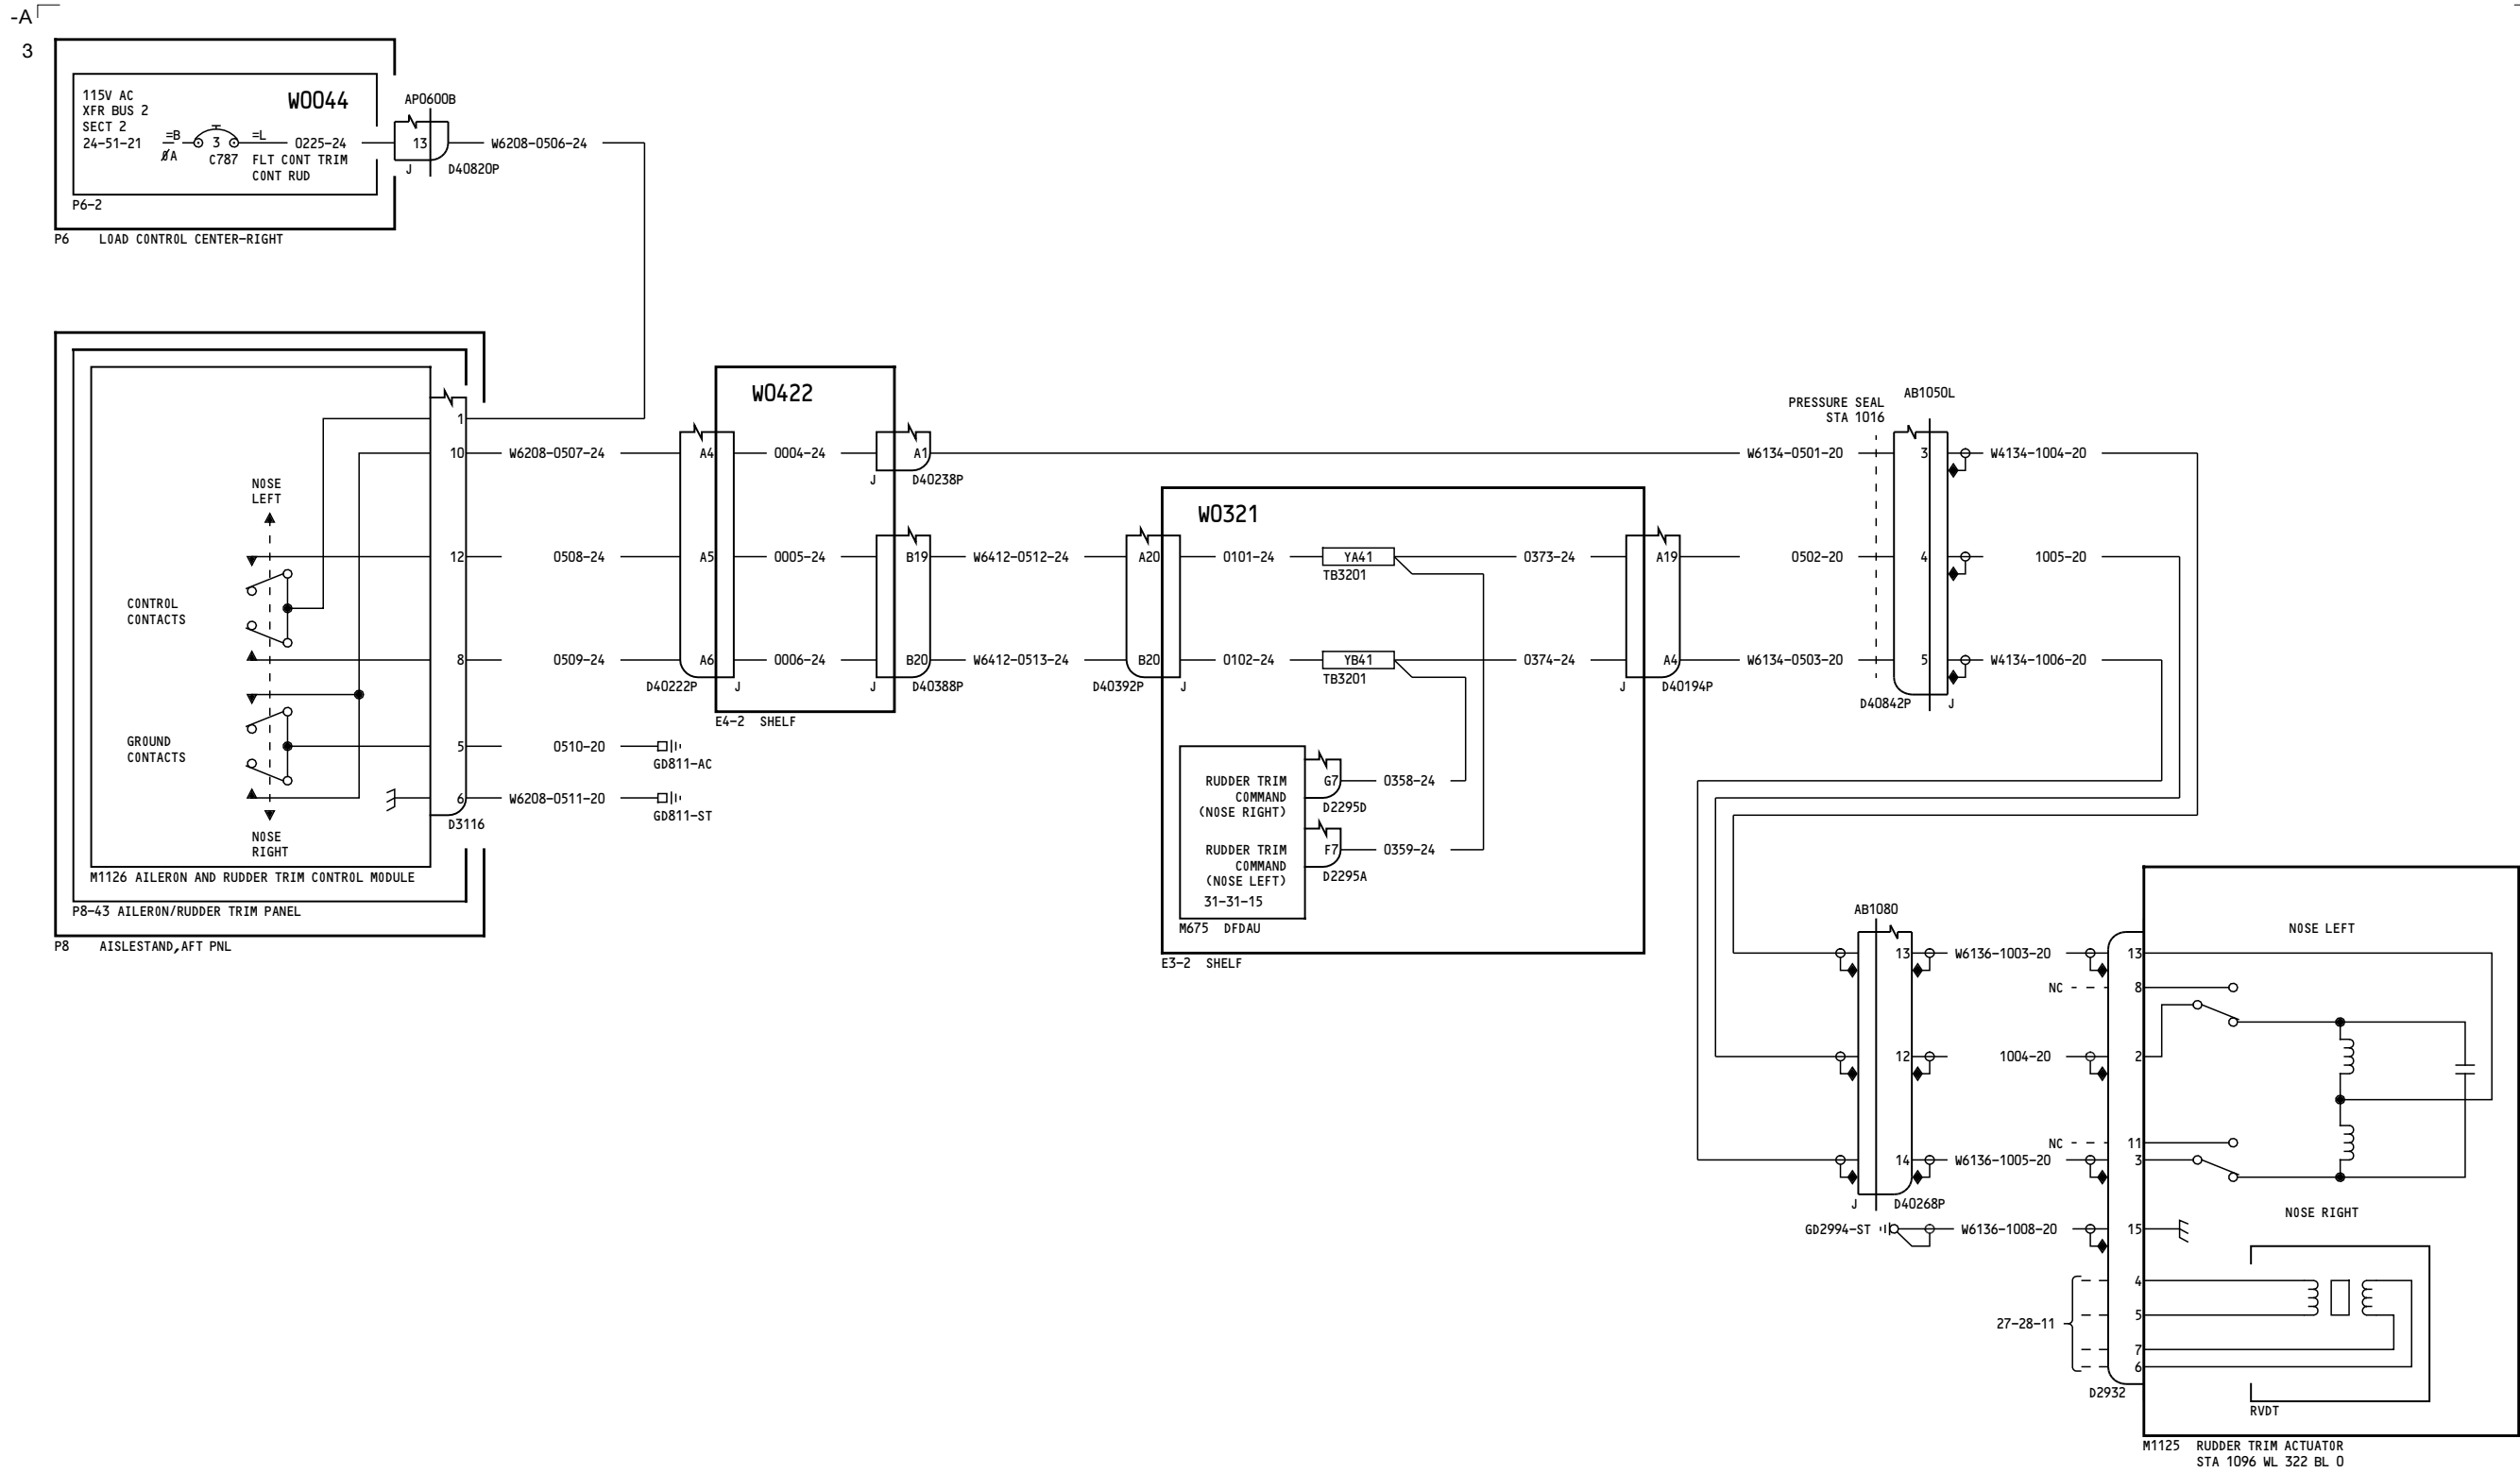 -A
3
115V AC
XFR BUS 2
SECT 2
24-51-21
=B
ØA
3
C787
=L
W0044
0225-24
FLT CONT TRIM
CONT RUD
P6-2
P6 LOAD CONTROL CENTER-RIGHT
AP0600B
13
J
D40820P
W6208-0506-24
NOSE
LEFT
CONTROL
CONTACTS
GROUND
CONTACTS
NOSE
RIGHT
1
10
12
8
5
6
D3116
M1126 AILERON AND RUDDER TRIM CONTROL MODULE
P8-43 AILERON/RUDDER TRIM PANEL
P8 AISLESTAND,AFT PNL
W6208-0507-24
0508-24
0509-24
0510-20
GD811-AC
W6208-0511-20
GD811-ST
W0422
A4
A5
A6
D40222P
J
0004-24
0005-24
0006-24
A1
J
D40238P
B19
B20
J
D40388P
E4-2 SHELF
W6412-0512-24
W6412-0513-24
W0321
A20
B20
D40392P
J
0101-24
YA41
TB3201
0373-24
0102-24
YB41
TB3201
0374-24
A19
A4
J
D40194P
RUDDER TRIM
COMMAND
(NOSE RIGHT)
G7
D2295D
0358-24
RUDDER TRIM
COMMAND
(NOSE LEFT)
F7
D2295A
0359-24
31-31-15
M675 DFDAU
E3-2 SHELF
PRESSURE SEAL
STA 1016
AB1050L
W6134-0501-20
0502-20
W6134-0503-20
3
4
5
D40842P
J
W4134-1004-20
1005-20
W4134-1006-20
AB1080
13
12
14
J
D40268P
W6136-1003-20
NC
1004-20
NC
W6136-1005-20
GD2994-ST
W6136-1008-20
27-28-11
13
8
2
11
3
15
4
5
7
6
D2932
NOSE LEFT
NOSE RIGHT
RVDT
M1125 RUDDER TRIM ACTUATOR
STA 1096 WL 322 BL 0